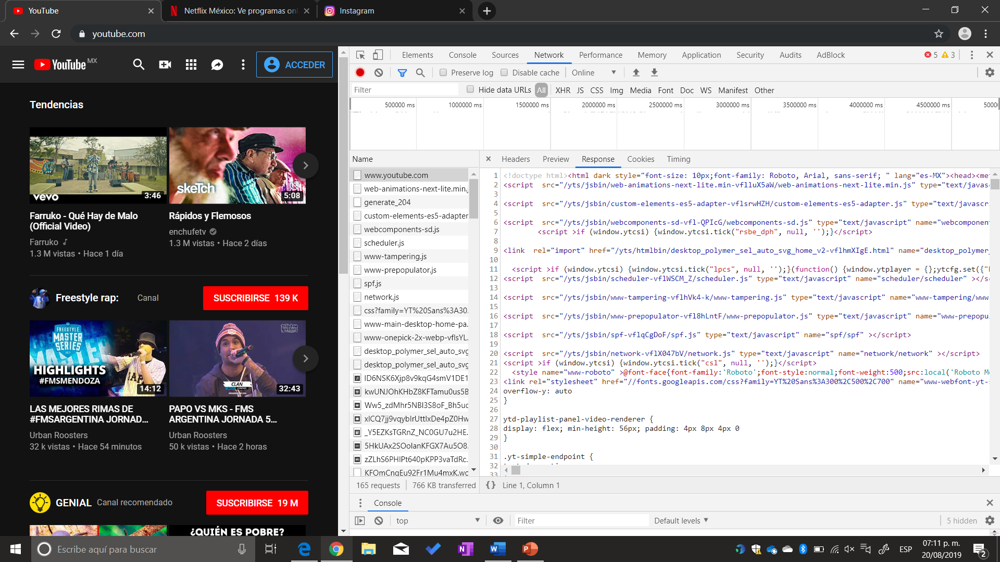 YouTube
Netflix México: Ve programas onl
Instagram
youtube.com
YouTube MX
ACCEDER
Tendencias
vevo
3:46
skeTch
5:08
Farruko - Qué Hay de Malo
(Official Video)
Farruko
1.3 M vistas • Hace 1 día
Rápidos y Flemosos
enchufetv
1.3 M vistas • Hace 2 días
Freestyle rap:
Canal
SUSCRIBIRSE 139 K
FREESTYLE
MASTER
SERIES
HIGHLIGHTS
#FMSMENDOZA
14:12
CLAN
32:43
LAS MEJORES RIMAS DE
#FMSARGENTINA JORNAD...
Urban Roosters
32 k vistas • Hace 54 minutos
PAPO VS MKS - FMS
ARGENTINA JORNADA 5...
Urban Roosters
50 k vistas • Hace 2 horas
GENIAL
Canal recomendado
SUSCRIBIRSE 19 M
¿QUIÉN ES POBRE?
Elements Console Sources Network Performance Memory Application Security Audits AdBlock
5 3
Preserve log Disable cache Online
Filter
Hide data URLs All XHR JS CSS Img Media Font Doc WS Manifest Other
500000 ms 1000000 ms 1500000 ms 2000000 ms 2500000 ms 3000000 ms 3500000 ms 4000000 ms 4500000 ms 50000
Name
www.youtube.com
web-animations-next-lite.min.j
generate_204
custom-elements-es5-adapter
webcomponents-sd.js
scheduler.js
www-tampering.js
www-prepopulator.js
spf.js
network.js
css?family=YT%20Sans%3A30.
www-main-desktop-home-pa.
www-onepick-2x-webp-vflsYL.
desktop_polymer_sel_auto_svg
desktop_polymer_sel_auto_svg
ID6NSK6Xjp8v9kqG4smV1DE1
kwUNJOhKHbZ8KFTamu0us5B
Ww5_zdMhr5NBI3S8oF_Bh5uc
xlCQ7jj9vqybIrUttIxDe4pZ0Hw
_Y5EZKsTGRnZ_NC0GU7u2HE.
5HkUAx2SOoIanKFGX7Au5O8.
zZLhS6PHIPt640pKPP3vaTdRc.
KFOmCnqEu92Fr1Mu4mxK.wc
165 requests
766 KB transferred
Headers Preview Response Cookies Timing
1 <!doctype html><html dark style="font-size: 10px;font-family: Roboto, Arial, sans-serif; " lang="es-MX"><head><me
2 <script src="/yts/jsbin/web-animations-next-lite.min-vflluX5aW/web-animations-next-lite.min.js" type="text/javas
3
4 <script src="/yts/jsbin/custom-elements-es5-adapter-vflsrwHZH/custom-elements-es5-adapter.js" type="text/javascri
5
6 <script src="/yts/jsbin/webcomponents-sd-vfl-QPIcG/webcomponents-sd.js" type="text/javascript" name="webcomponent
7 <script >if (window.ytcsi) {window.ytcsi.tick("rsbe_dph", null, '');}</script>
8
9 <link rel="import" href="/yts/htmlbin/desktop_polymer_sel_auto_svg_home_v2-vflhmXIgE.html" name="desktop_polymer_
10
11 <script >if (window.ytcsi) {window.ytcsi.tick("lpcs", null, '');}(function() {window.ytplayer = {};ytcfg.set({"
12 <script src="/yts/jsbin/scheduler-vflWSCM_Z/scheduler.js" type="text/javascript" name="scheduler/scheduler" ></s
13
14 <script src="/yts/jsbin/www-tampering-vflhVk4-k/www-tampering.js" type="text/javascript" name="www-tampering/www
15
16 <script src="/yts/jsbin/www-prepopulator-vfl8hLntF/www-prepopulator.js" type="text/javascript" name="www-prepopu
17
18 <script src="/yts/jsbin/spf-vflqCgDoF/spf.js" type="text/javascript" name="spf/spf" ></script>
19
20 <script src="/yts/jsbin/network-vflX047bV/network.js" type="text/javascript" name="network/network" ></script>
21 <script >if (window.ytcsi) {window.ytcsi.tick("csl", null, '');}</script>
22 <style name="www-roboto" >@font-face{font-family:'Roboto';font-style:normal;font-weight:500;src:local('Roboto M
23 <link rel="stylesheet" href="//fonts.googleapis.com/css?family=YT%20Sans%3A300%2C500%2C700" name="www-webfont-yt-
24 overflow-y: auto
25 }
26
27 ytd-playlist-panel-video-renderer {
28 display: flex; min-height: 56px; padding: 4px 8px 4px 0
29 }
30
31 .yt-simple-endpoint {
32
33
{} Line 1, Column 1
Console
top
Filter
Default levels
5 hidden
Escribe aquí para buscar
ESP
07:11 p. m.
20/08/2019
2